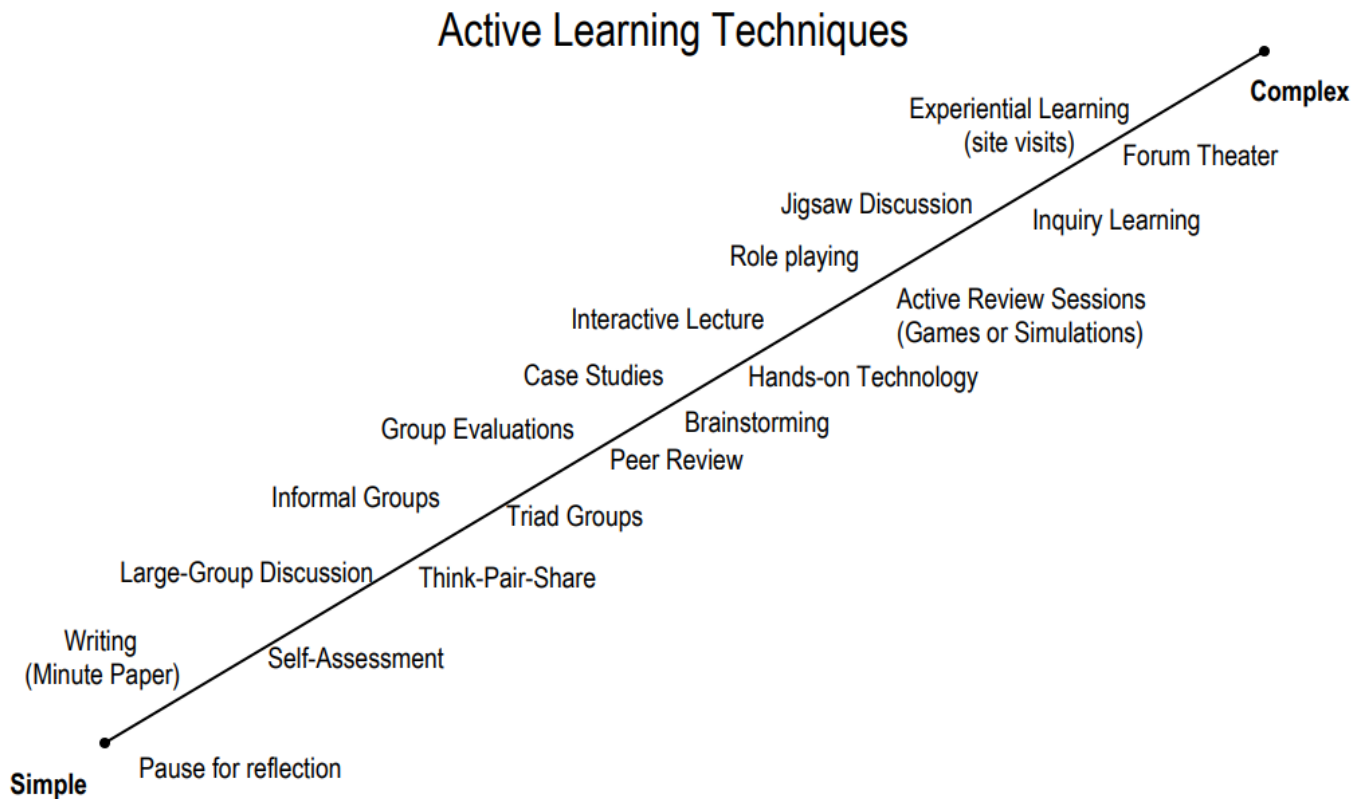 Active Learning Techniques
Complex
Experiential Learning
(site visits)
Forum Theater
Jigsaw Discussion
Inquiry Learning
Role playing
Active Review Sessions
(Games or Simulations)
Interactive Lecture
Case Studies
Hands-on Technology
Group Evaluations
Brainstorming
Peer Review
Informal Groups
Triad Groups
Large-Group Discussion
Think-Pair-Share
Writing
(Minute Paper)
Self-Assessment
Pause for reflection
Simple